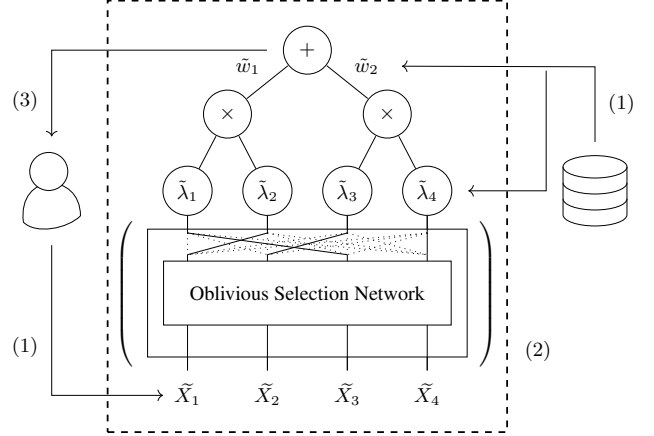 +
w̃₁ w̃₂
(3) (1)
× ×
λ̃₁ λ̃₂ λ̃₃ λ̃₄
Oblivious Selection Network
(1) (2)
X̃₁ X̃₂ X̃₃ X̃₄